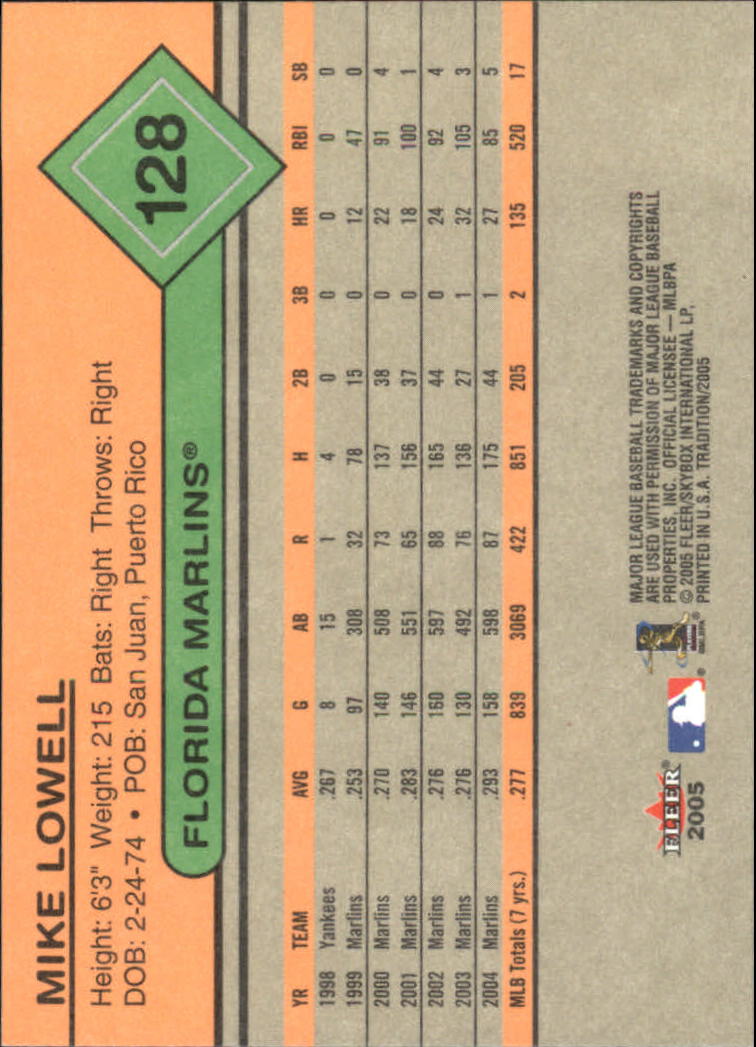 MIKE LOWELL
Height: 6'3" Weight: 215 Bats: Right Throws: Right
DOB: 2-24-74 • POB: San Juan, Puerto Rico
128
FLORIDA MARLINS®
YR TEAM AVG G AB R H 2B 3B HR RBI SB
1998 Yankees .267 8 15 1 4 0 0 0 0 0
1999 Marlins .253 97 308 32 78 15 0 12 47 0
2000 Marlins .270 140 508 73 137 38 0 22 91 4
2001 Marlins .283 146 551 65 156 37 0 18 100 1
2002 Marlins .276 160 597 88 165 44 0 24 92 4
2003 Marlins .276 130 492 76 136 27 1 32 105 3
2004 Marlins .293 158 598 87 175 44 1 27 85 5
MLB Totals (7 yrs.) .277 839 3069 422 851 205 2 135 520 17
FLEER®
2005
MAJOR LEAGUE BASEBALL TRADEMARKS AND COPYRIGHTS
ARE USED WITH PERMISSION OF MAJOR LEAGUE BASEBALL
PROPERTIES, INC. OFFICIAL LICENSEE — MLBPA
© 2005 FLEER/SKYBOX INTERNATIONAL LP,
PRINTED IN U.S.A. TRADITION/2005